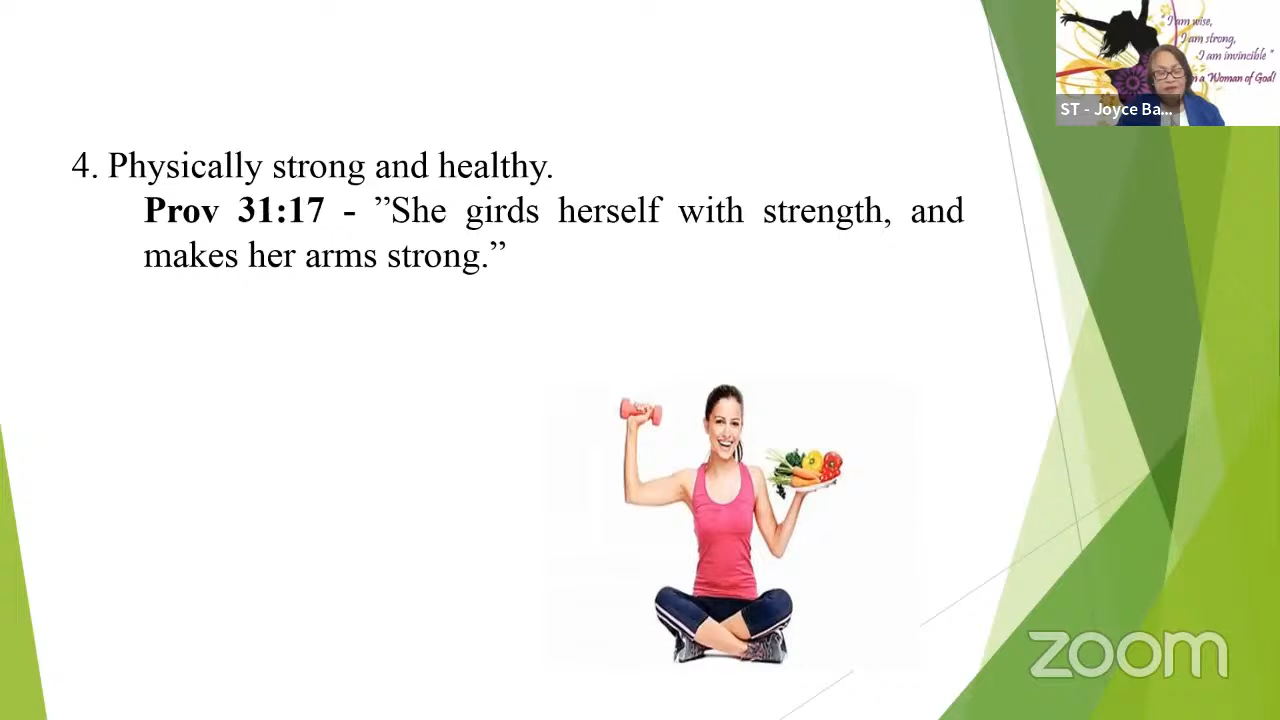 "I am wise,
I am strong,
I am invincible "
a Woman of God!
ST - Joyce Ba...
4. Physically strong and healthy.
Prov 31:17 - ”She girds herself with strength, and
makes her arms strong.”
zoom